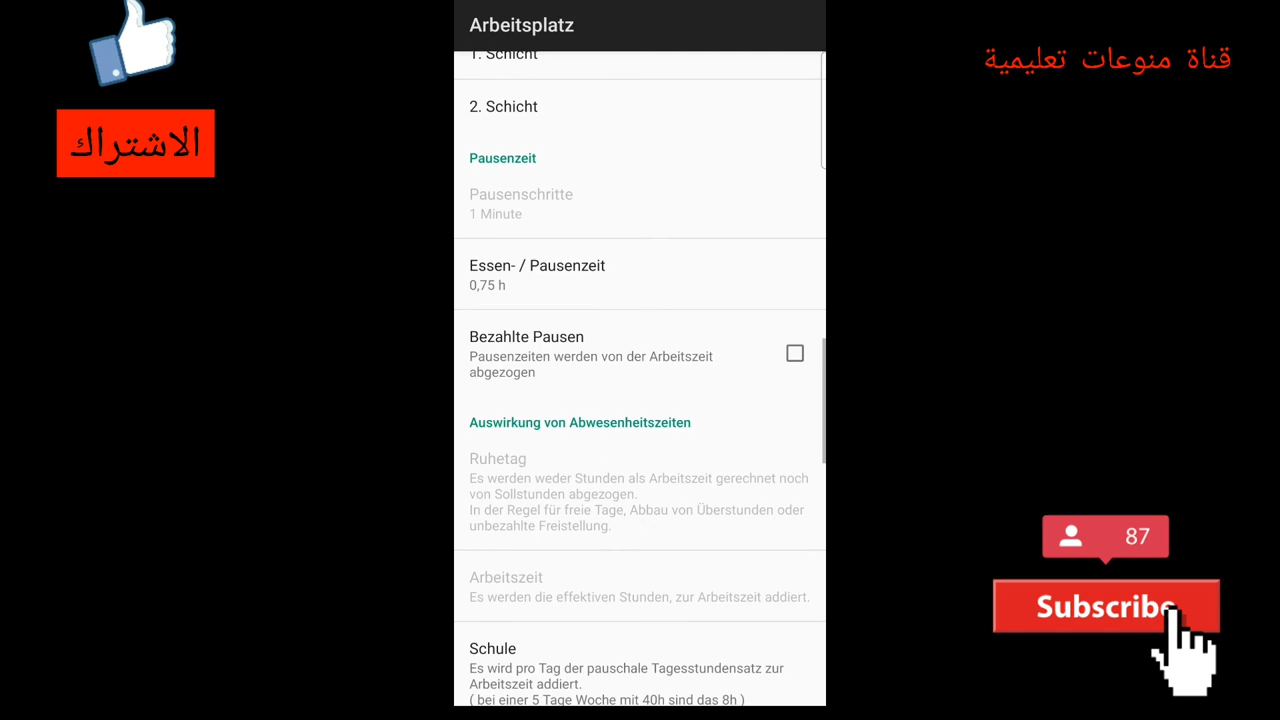 Arbeitsplatz
1. Schicht
2. Schicht
Pausenzeit
Pausenschritte
1 Minute
Essen- / Pausenzeit
0,75 h
Bezahlte Pausen
Pausenzeiten werden von der Arbeitszeit
abgezogen
Auswirkung von Abwesenheitszeiten
Ruhetag
Es werden weder Stunden als Arbeitszeit gerechnet noch
von Sollstunden abgezogen.
In der Regel für freie Tage, Abbau von Überstunden oder
unbezahlte Freistellung.
Arbeitszeit
Es werden die effektiven Stunden, zur Arbeitszeit addiert.
Schule
Es wird pro Tag der pauschale Tagesstundensatz zur
Arbeitszeit addiert.
( bei einer 5 Tage Woche mit 40h sind das 8h )
الاشتراك
قناة منوعات تعليمية
87
Subscribe